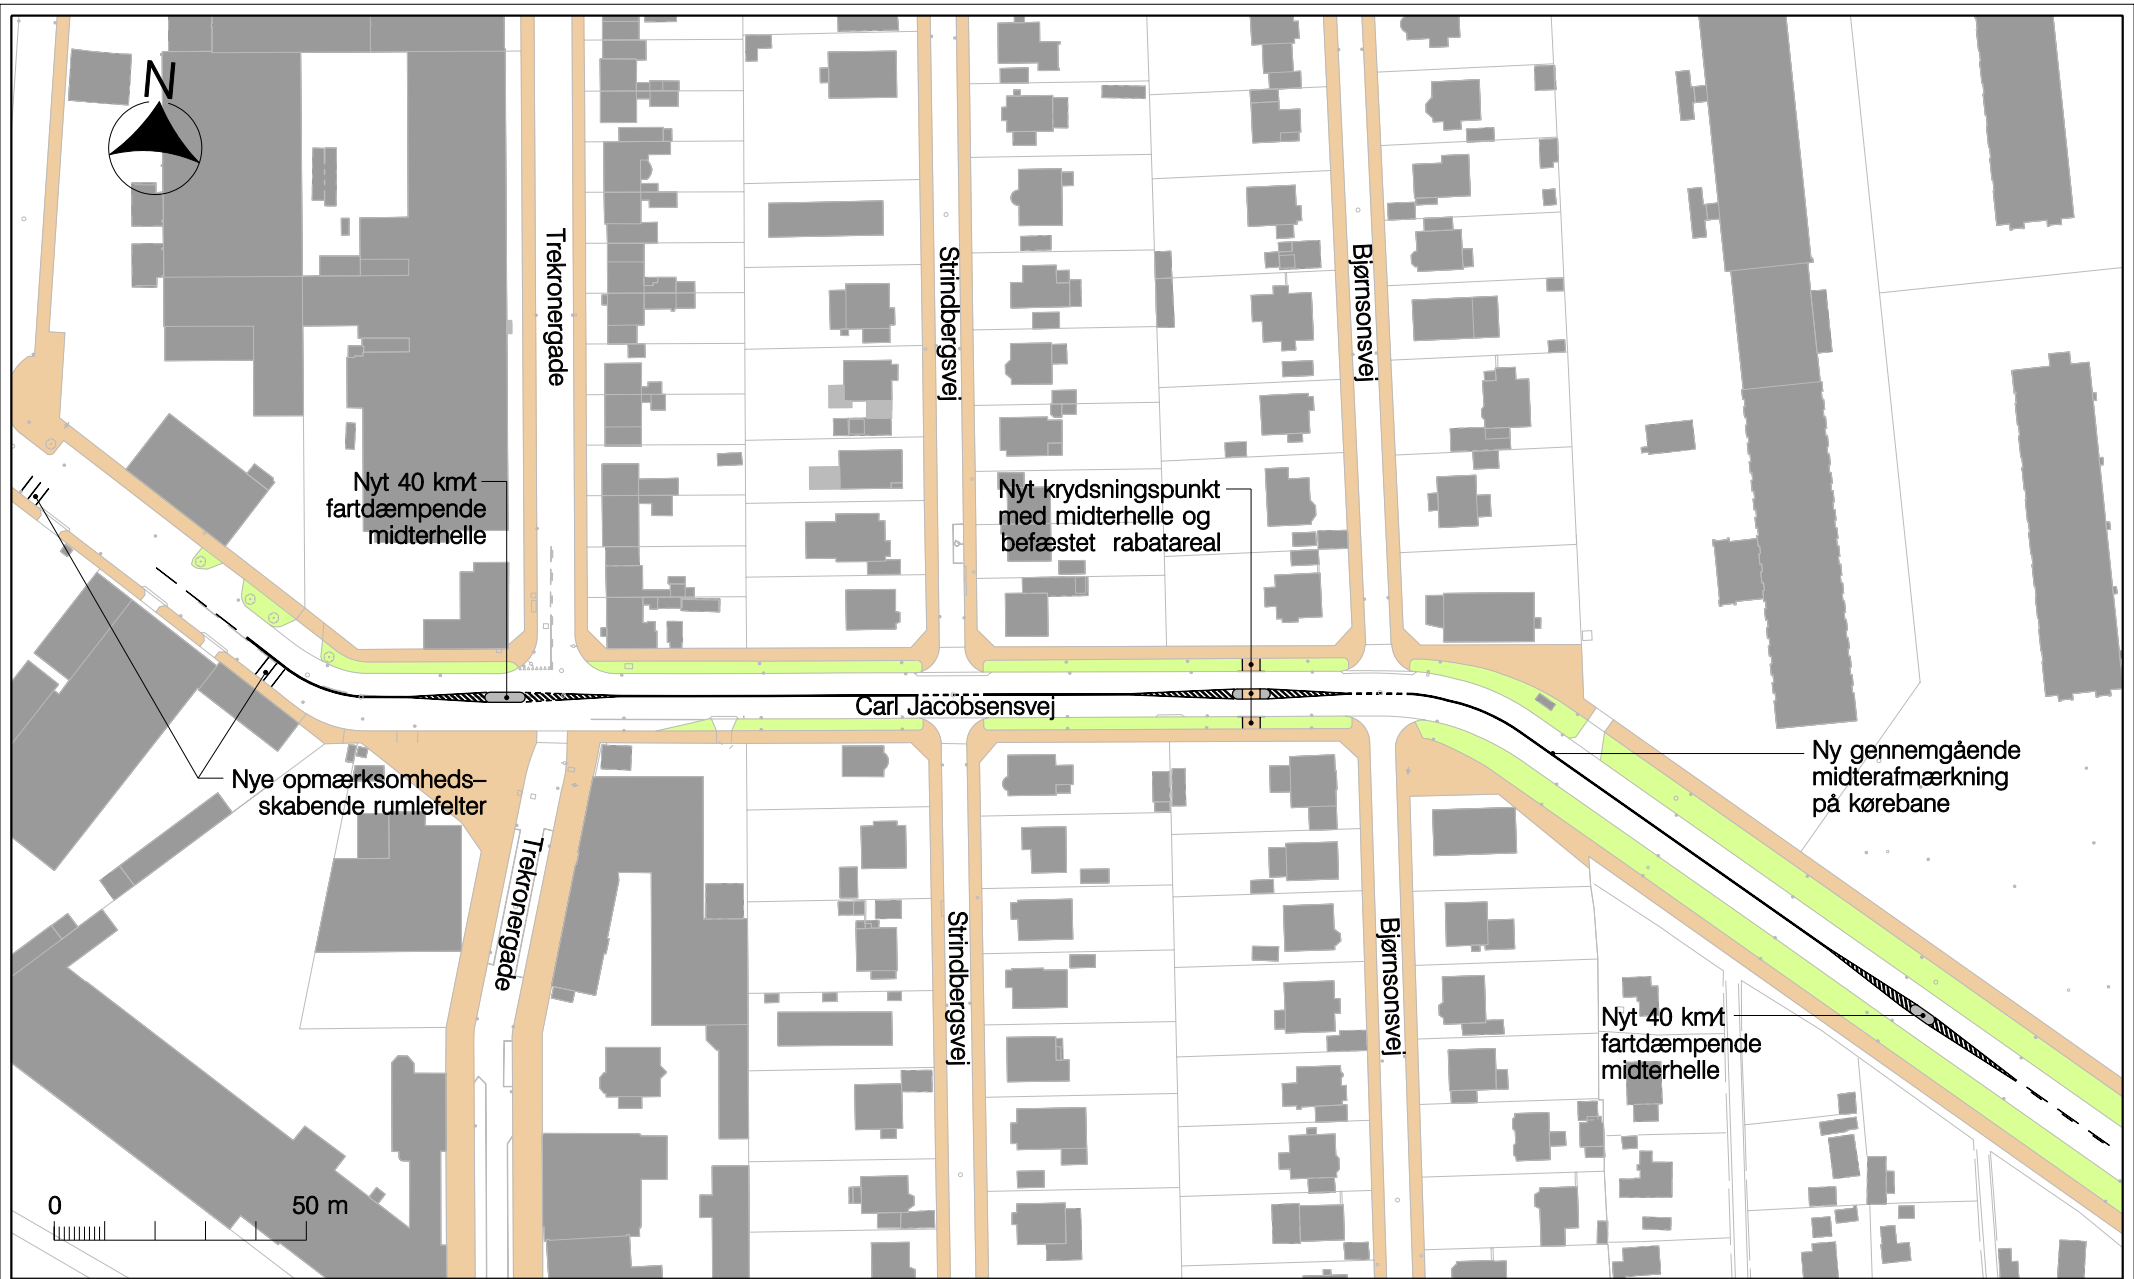 N
Trekronergade
Strindbergsvej
Bjørnsonsvej
Nyt 40 km/t
fartdæmpende
midterhelle
Nyt krydsningspunkt
med midterhelle og
befæstet rabatareal
Carl Jacobsensvej
Nye opmærksomheds–
skabende rumlefelter
Ny gennemgående
midterafmærkning
på kørebane
Trekronergade
Strindbergsvej
Bjørnsonsvej
Nyt 40 km/t
fartdæmpende
midterhelle
0 50 m